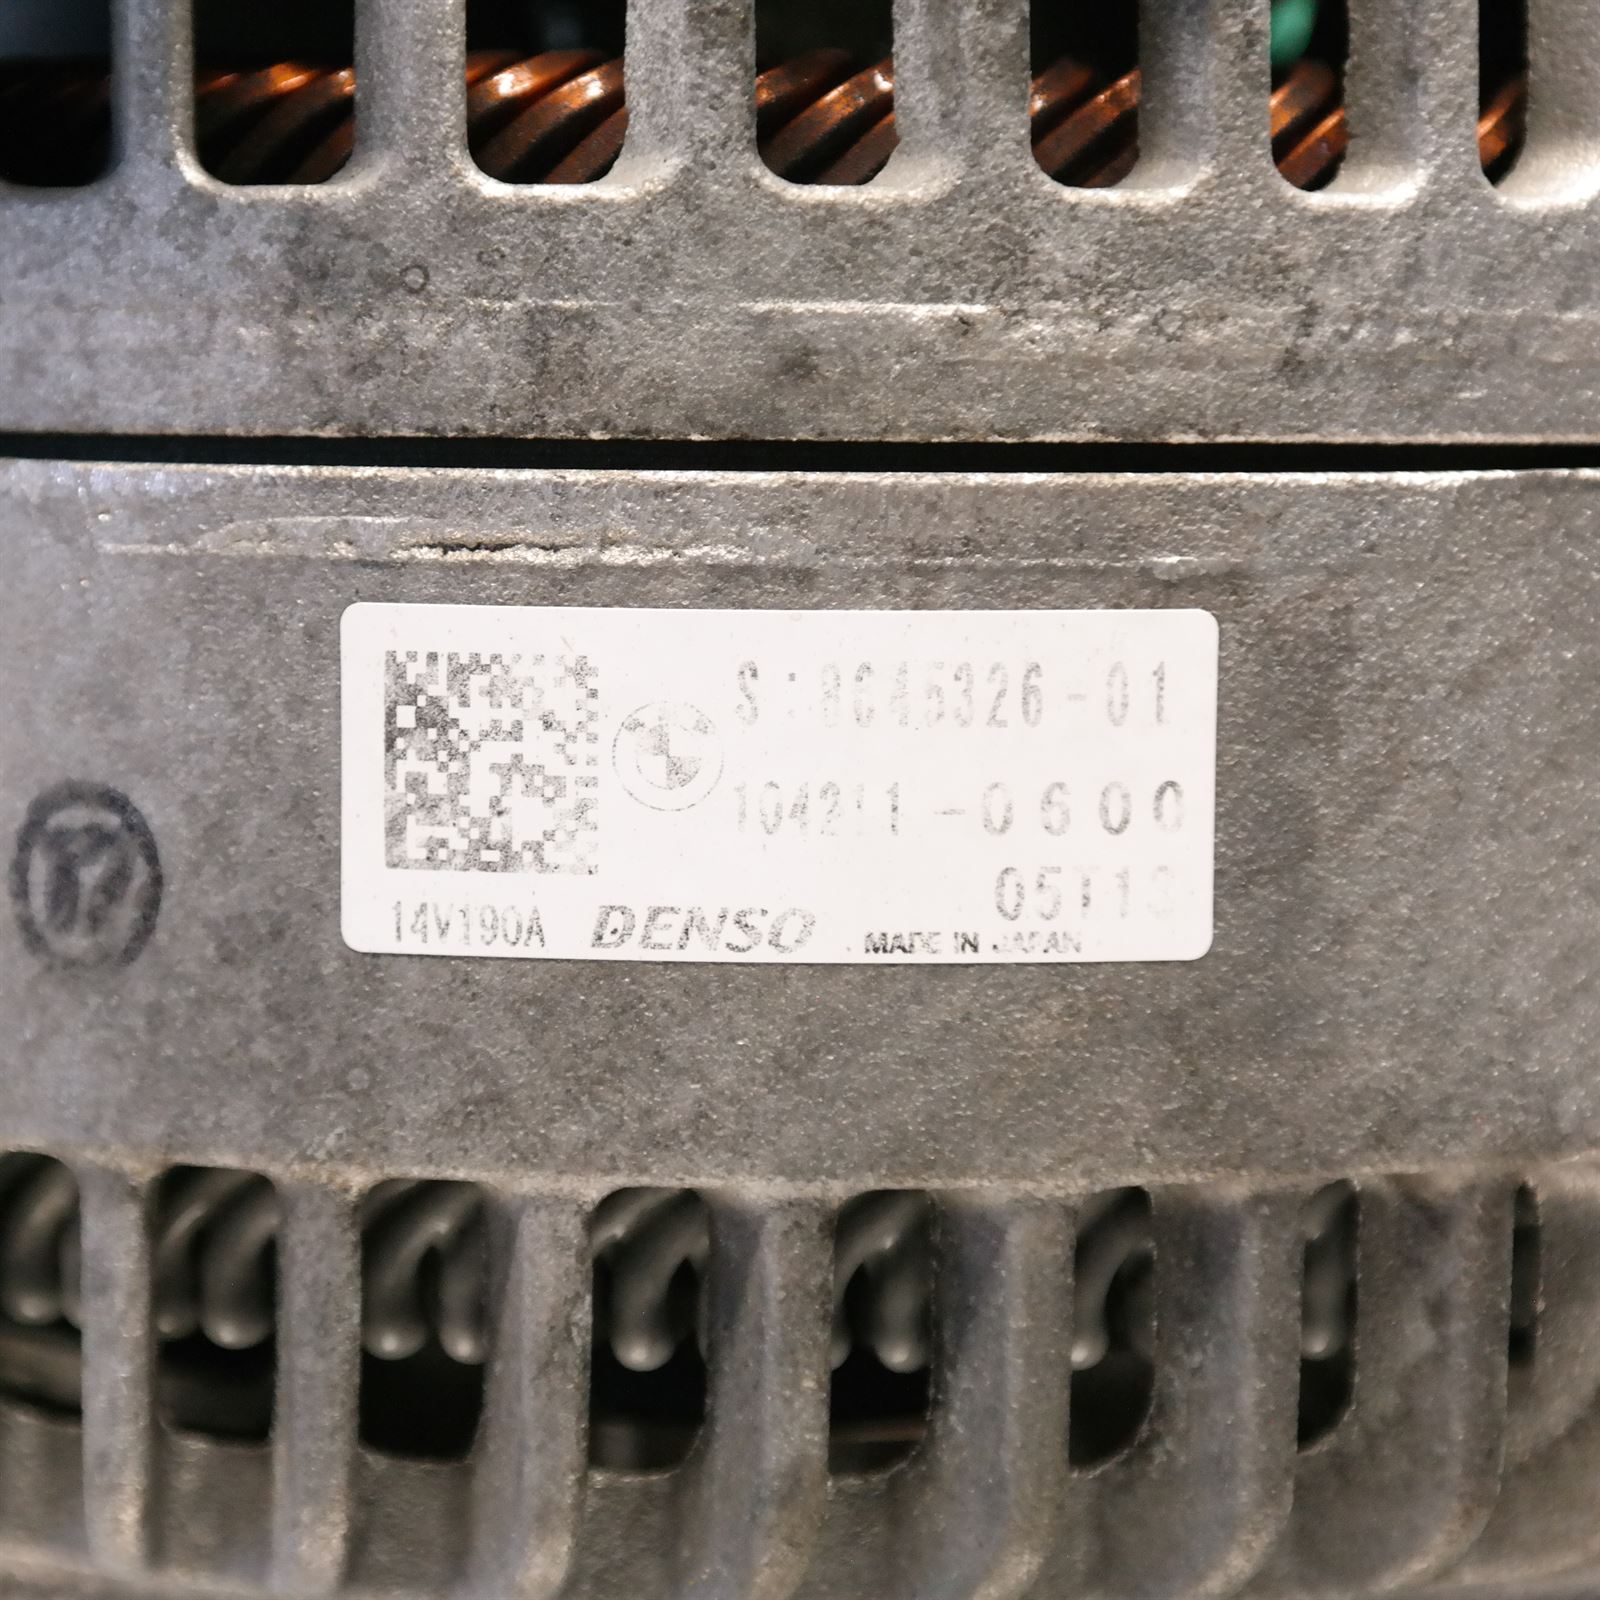 S:8645326-01
104211-0600
05T13
14V190A DENSO MADE IN JAPAN